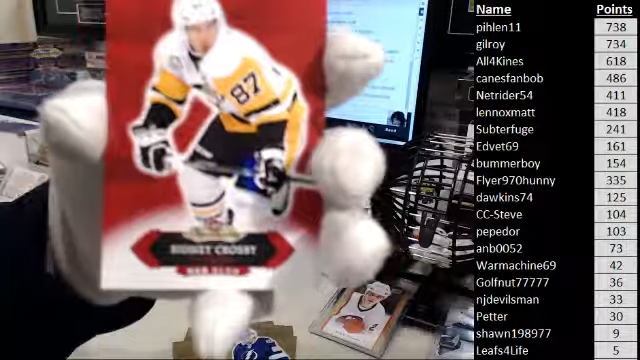 87
SIDNEY CROSBY
Read
Name Points
pihlen11 738
gilroy 734
All4Kines 618
canesfanbob 486
Netrider54 411
lennoxmatt 418
Subterfuge 241
Edvet69 161
bummerboy 154
Flyer970hunny 335
dawkins74 125
CC-Steve 104
pepedor 103
anb0052 73
Warmachine69 42
Golfnut77777 36
njdevilsman 33
Petter 30
shawn198977 9
Leafs4Life 5